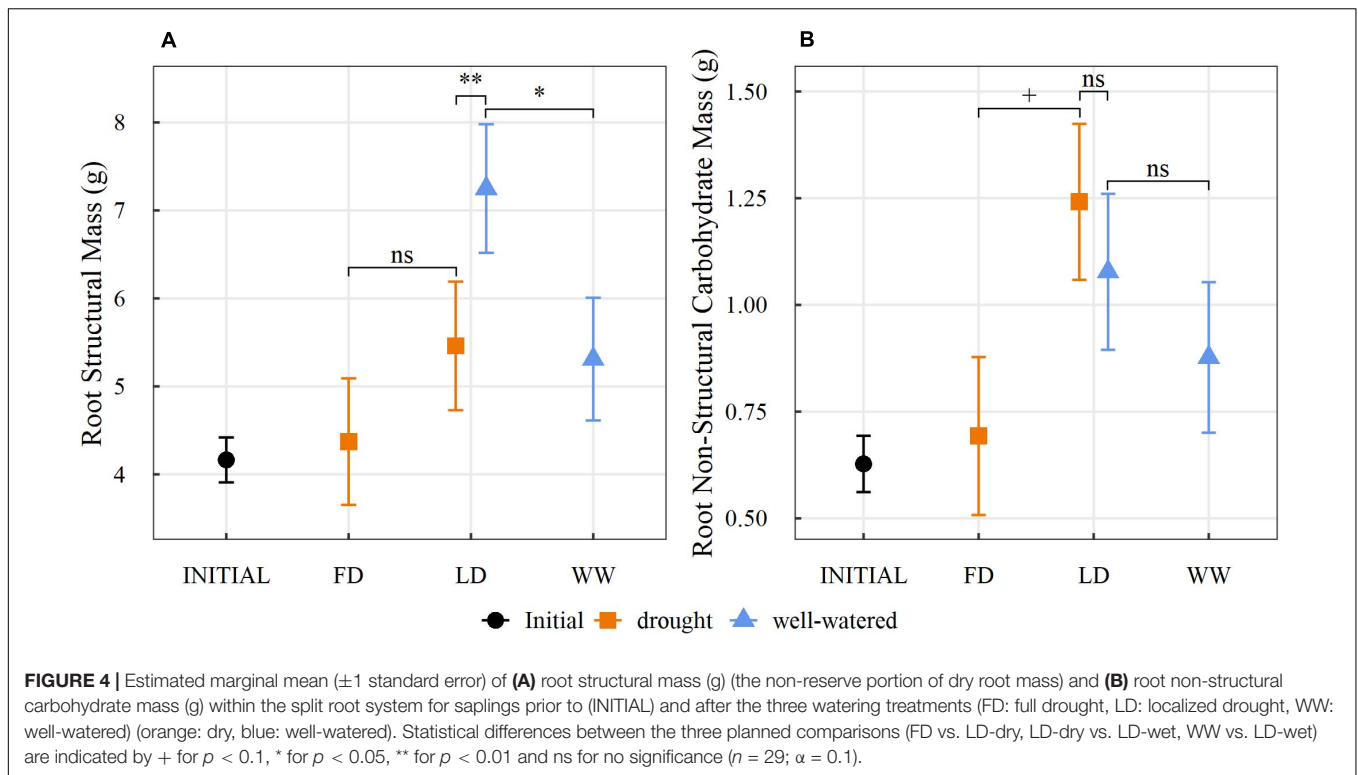 A
Root Structural Mass (g)
8
7
6
5
4
**
*
ns
INITIAL FD LD WW
B
Root Non-Structural Carbohydrate Mass (g)
1.50
1.25
1.00
0.75
0.50
ns
+
ns
INITIAL FD LD WW
Initial drought well-watered
FIGURE 4 | Estimated marginal mean (±1 standard error) of (A) root structural mass (g) (the non-reserve portion of dry root mass) and (B) root non-structural
carbohydrate mass (g) within the split root system for saplings prior to (INITIAL) and after the three watering treatments (FD: full drought, LD: localized drought, WW:
well-watered) (orange: dry, blue: well-watered). Statistical differences between the three planned comparisons (FD vs. LD-dry, LD-dry vs. LD-wet, WW vs. LD-wet)
are indicated by + for p < 0.1, * for p < 0.05, ** for p < 0.01 and ns for no significance (n = 29; α = 0.1).